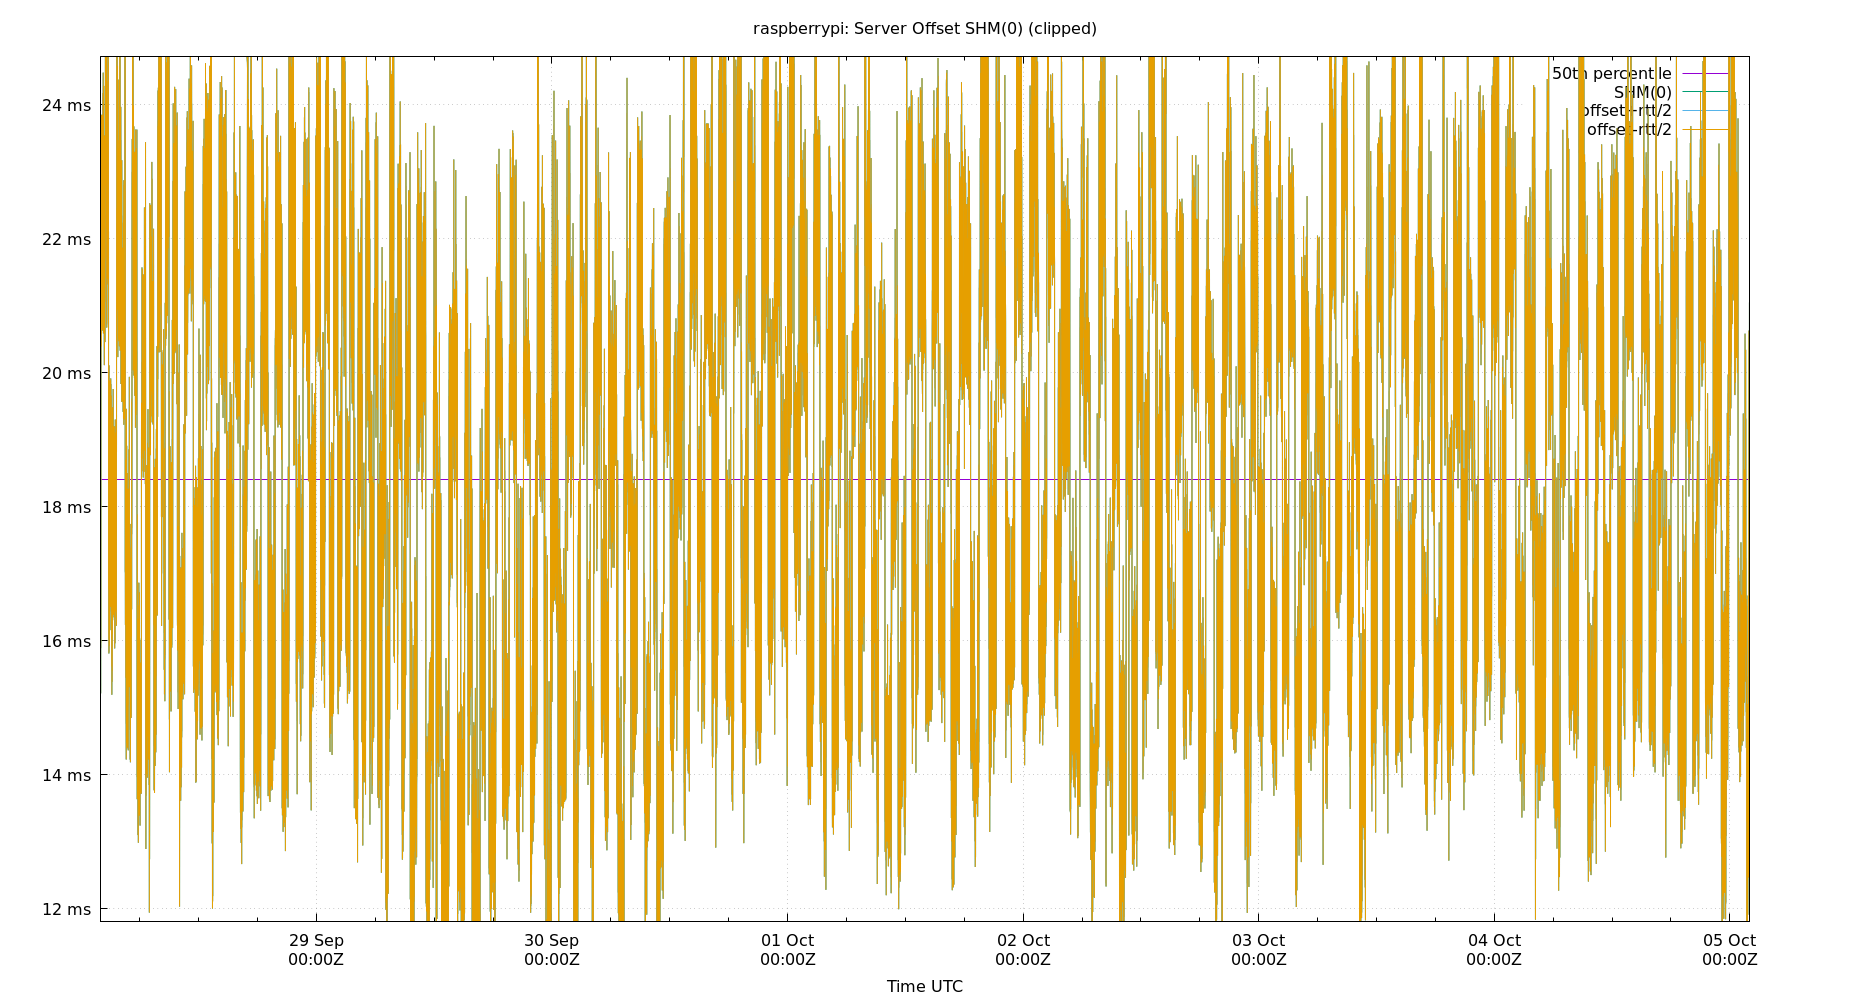 raspberrypi: Server Offset SHM(0) (clipped)
50th percentile
SHM(0)
offset+rtt/2
offset-rtt/2
24 ms
22 ms
20 ms
18 ms
16 ms
14 ms
12 ms
29 Sep 30 Sep 01 Oct 02 Oct 03 Oct 04 Oct 05 Oct
00:00Z 00:00Z 00:00Z 00:00Z 00:00Z 00:00Z 00:00Z
Time UTC